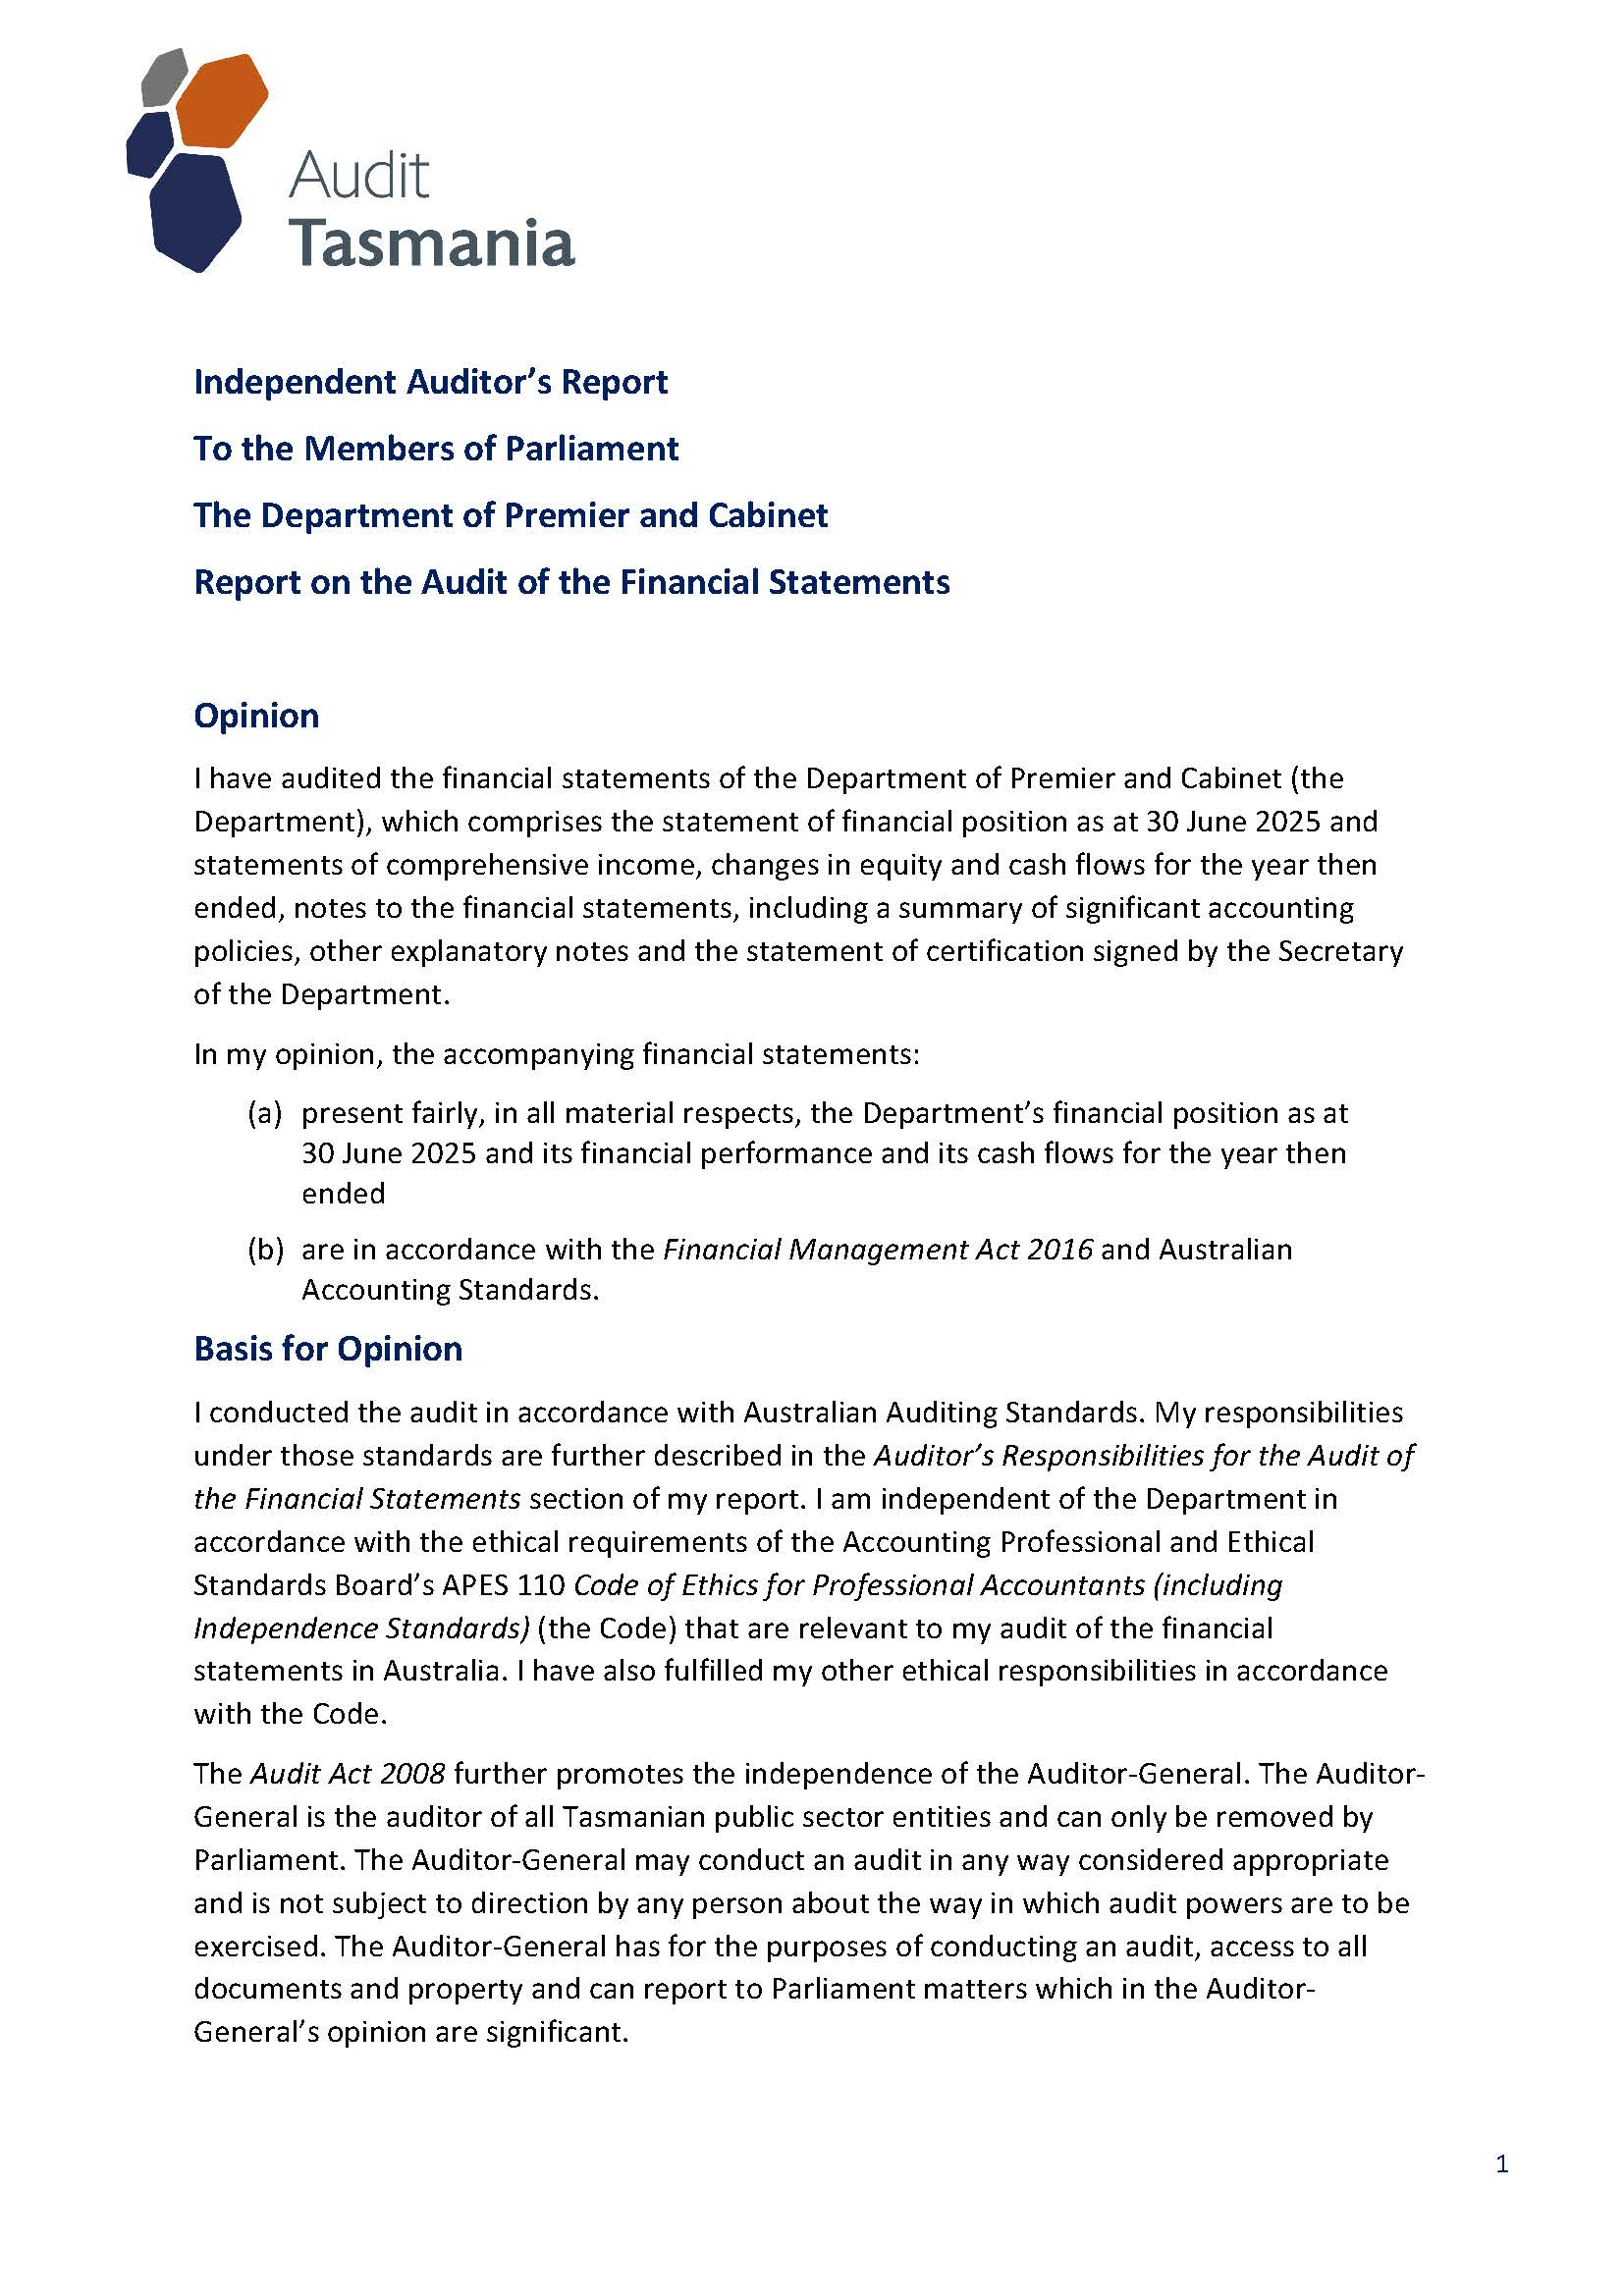 Audit
Tasmania
Independent Auditor’s Report
To the Members of Parliament
The Department of Premier and Cabinet
Report on the Audit of the Financial Statements
Opinion
I have audited the financial statements of the Department of Premier and Cabinet (the
Department), which comprises the statement of financial position as at 30 June 2025 and
statements of comprehensive income, changes in equity and cash flows for the year then
ended, notes to the financial statements, including a summary of significant accounting
policies, other explanatory notes and the statement of certification signed by the Secretary
of the Department.
In my opinion, the accompanying financial statements:
(a) present fairly, in all material respects, the Department’s financial position as at
30 June 2025 and its financial performance and its cash flows for the year then
ended
(b) are in accordance with the Financial Management Act 2016 and Australian
Accounting Standards.
Basis for Opinion
I conducted the audit in accordance with Australian Auditing Standards. My responsibilities
under those standards are further described in the Auditor’s Responsibilities for the Audit of
the Financial Statements section of my report. I am independent of the Department in
accordance with the ethical requirements of the Accounting Professional and Ethical
Standards Board’s APES 110 Code of Ethics for Professional Accountants (including
Independence Standards) (the Code) that are relevant to my audit of the financial
statements in Australia. I have also fulfilled my other ethical responsibilities in accordance
with the Code.
The Audit Act 2008 further promotes the independence of the Auditor-General. The Auditor-
General is the auditor of all Tasmanian public sector entities and can only be removed by
Parliament. The Auditor-General may conduct an audit in any way considered appropriate
and is not subject to direction by any person about the way in which audit powers are to be
exercised. The Auditor-General has for the purposes of conducting an audit, access to all
documents and property and can report to Parliament matters which in the Auditor-
General’s opinion are significant.
1